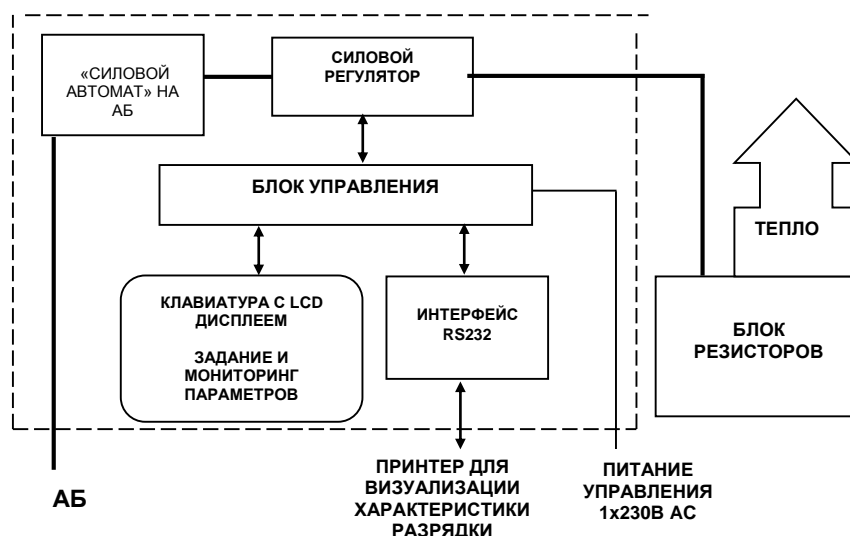 «СИЛОВОЙ
АВТОМАТ» НА
АБ
СИЛОВОЙ
РЕГУЛЯТОР
БЛОК УПРАВЛЕНИЯ
ТЕПЛО
КЛАВИАТУРА С LCD
ДИСПЛЕЕМ
ЗАДАНИЕ И
МОНИТОРИНГ
ПАРАМЕТРОВ
ИНТЕРФЕЙС
RS232
БЛОК
РЕЗИСТОРОВ
АБ
ПРИНТЕР ДЛЯ
ВИЗУАЛИЗАЦИИ
ХАРАКТЕРИСТИКИ
РАЗРЯДКИ
ПИТАНИЕ
УПРАВЛЕНИЯ
1x230В АС